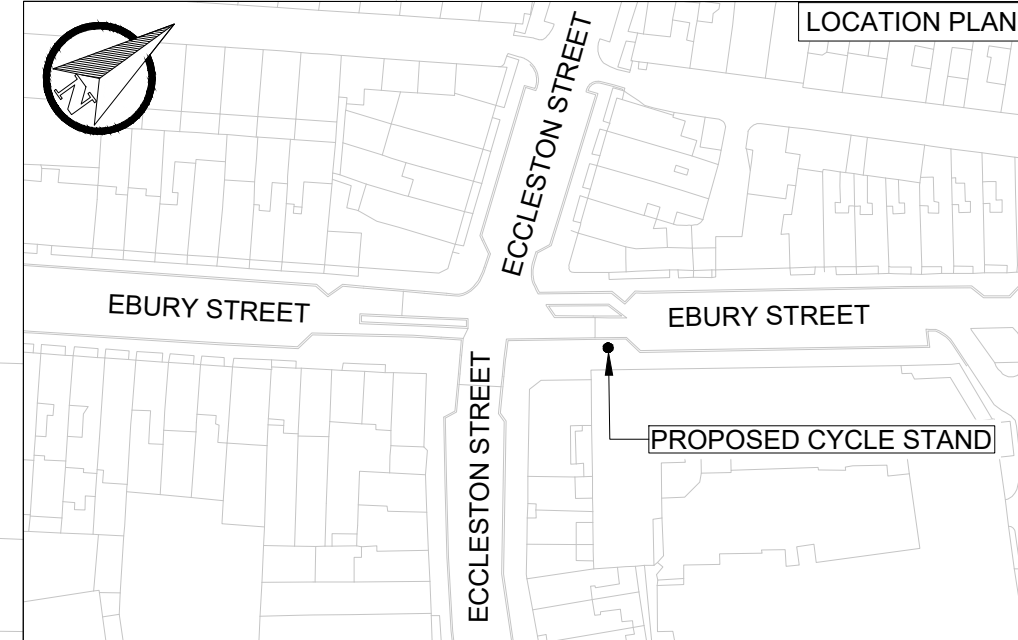 LOCATION PLAN
N
ECCLESTON STREET
EBURY STREET
EBURY STREET
ECCLESTON STREET
PROPOSED CYCLE STAND